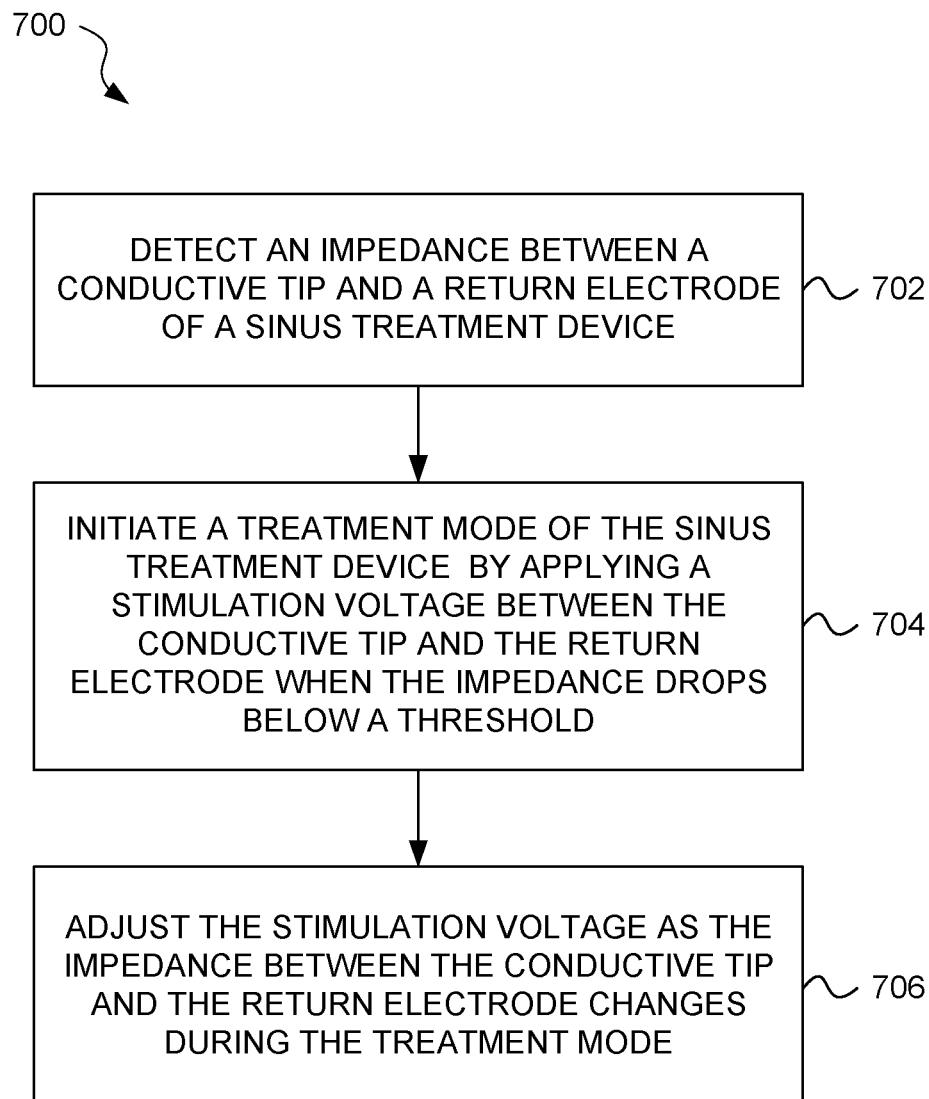 700
DETECT AN IMPEDANCE BETWEEN A
CONDUCTIVE TIP AND A RETURN ELECTRODE
OF A SINUS TREATMENT DEVICE
702
INITIATE A TREATMENT MODE OF THE SINUS
TREATMENT DEVICE BY APPLYING A
STIMULATION VOLTAGE BETWEEN THE
CONDUCTIVE TIP AND THE RETURN
ELECTRODE WHEN THE IMPEDANCE DROPS
BELOW A THRESHOLD
704
ADJUST THE STIMULATION VOLTAGE AS THE
IMPEDANCE BETWEEN THE CONDUCTIVE TIP
AND THE RETURN ELECTRODE CHANGES
DURING THE TREATMENT MODE
706